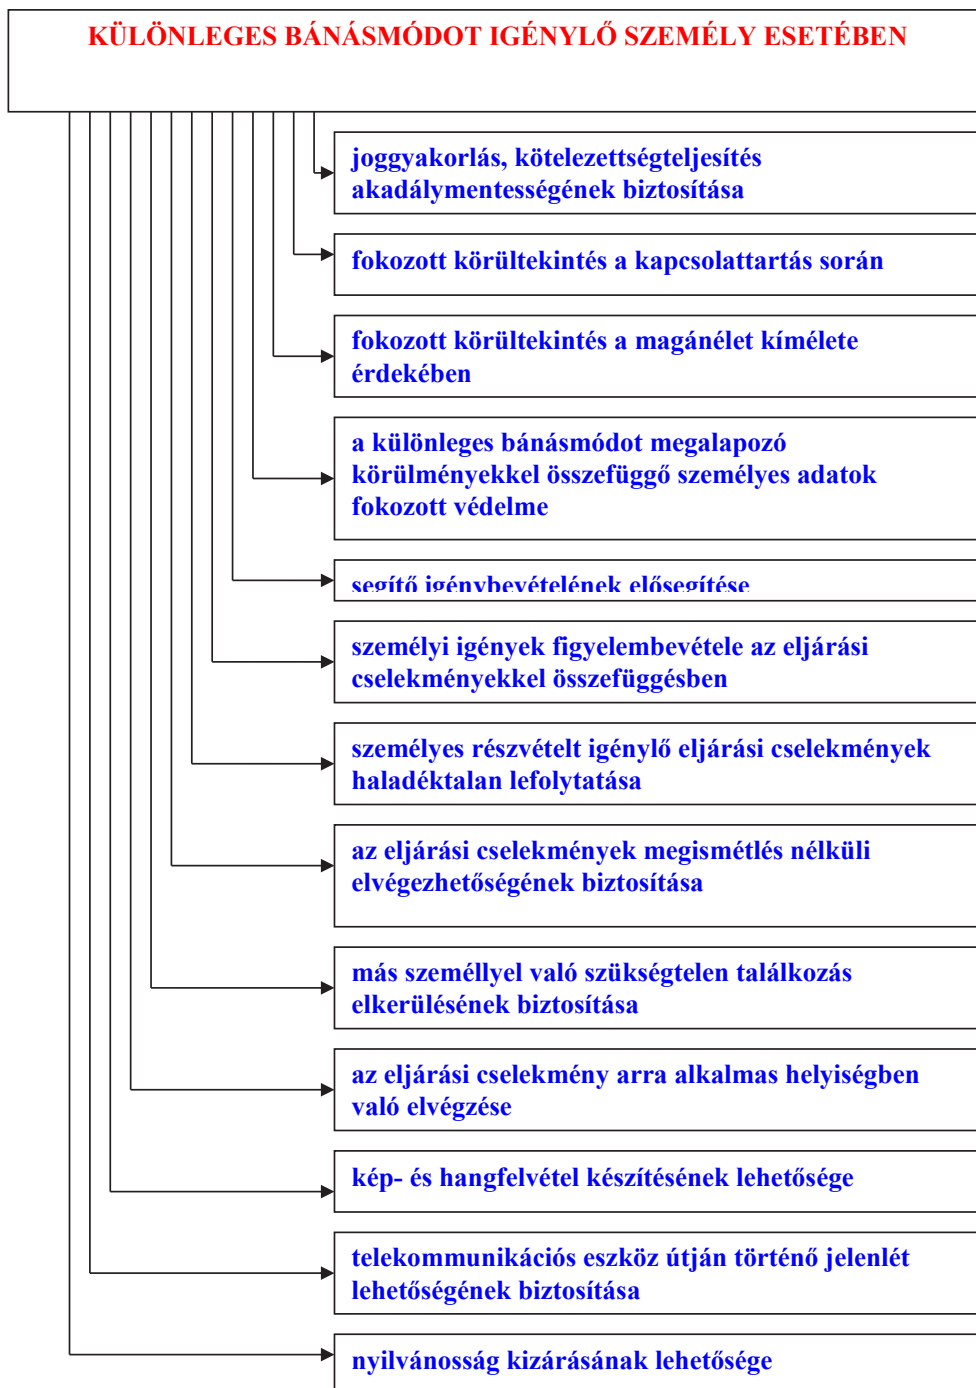 KÜLÖNLEGES BÁNÁSMÓDOT IGÉNYLŐ SZEMÉLY ESETÉBEN
joggyakorlás, kötelezettségteljesítés
akadálymentességének biztosítása
fokozott körültekintés a kapcsolattartás során
fokozott körültekintés a magánélet kímélete
érdekében
a különleges bánásmódot megalapozó
körülményekkel összefüggő személyes adatok
fokozott védelme
segítő igénybevételének elősegítése
személyi igények figyelembevétele az eljárási
cselekményekkel összefüggésben
személyes részvételt igénylő eljárási cselekmények
haladéktalan lefolytatása
az eljárási cselekmények megismétlés nélküli
elvégezhetőségének biztosítása
más személlyel való szükségtelen találkozás
elkerülésének biztosítása
az eljárási cselekmény arra alkalmas helyiségben
való elvégzése
kép- és hangfelvétel készítésének lehetősége
telekommunikációs eszköz útján történő jelenlét
lehetőségének biztosítása
nyilvánosság kizárásának lehetősége